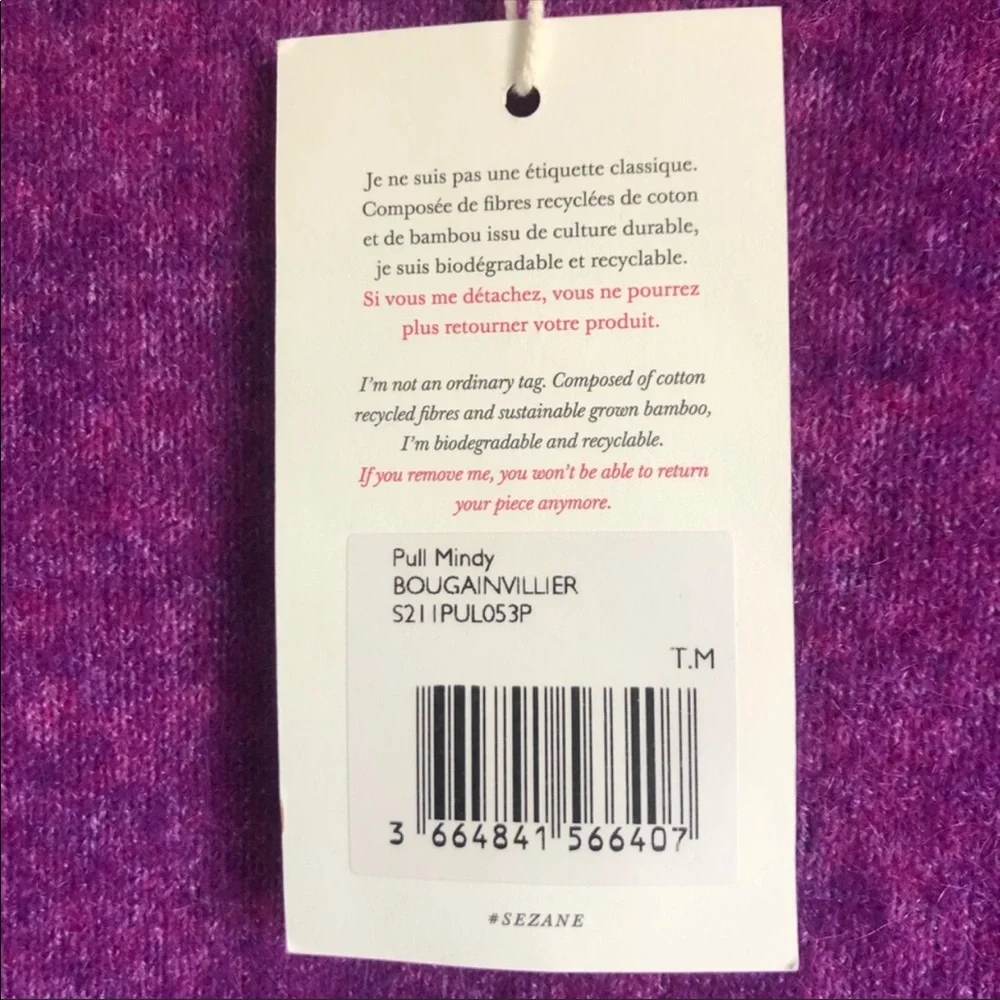 Je ne suis pas une étiquette classique.
Composée de fibres recyclées de coton
et de bambou issu de culture durable,
je suis biodégradable et recyclable.
Si vous me détachez, vous ne pourrez
plus retourner votre produit.
I'm not an ordinary tag. Composed of cotton
recycled fibres and sustainable grown bamboo,
I'm biodegradable and recyclable.
If you remove me, you won't be able to return
your piece anymore.
Pull Mindy
BOUGAINVILLIER
S211PUL053P
T.M
3 664841 566407
#SEZANE